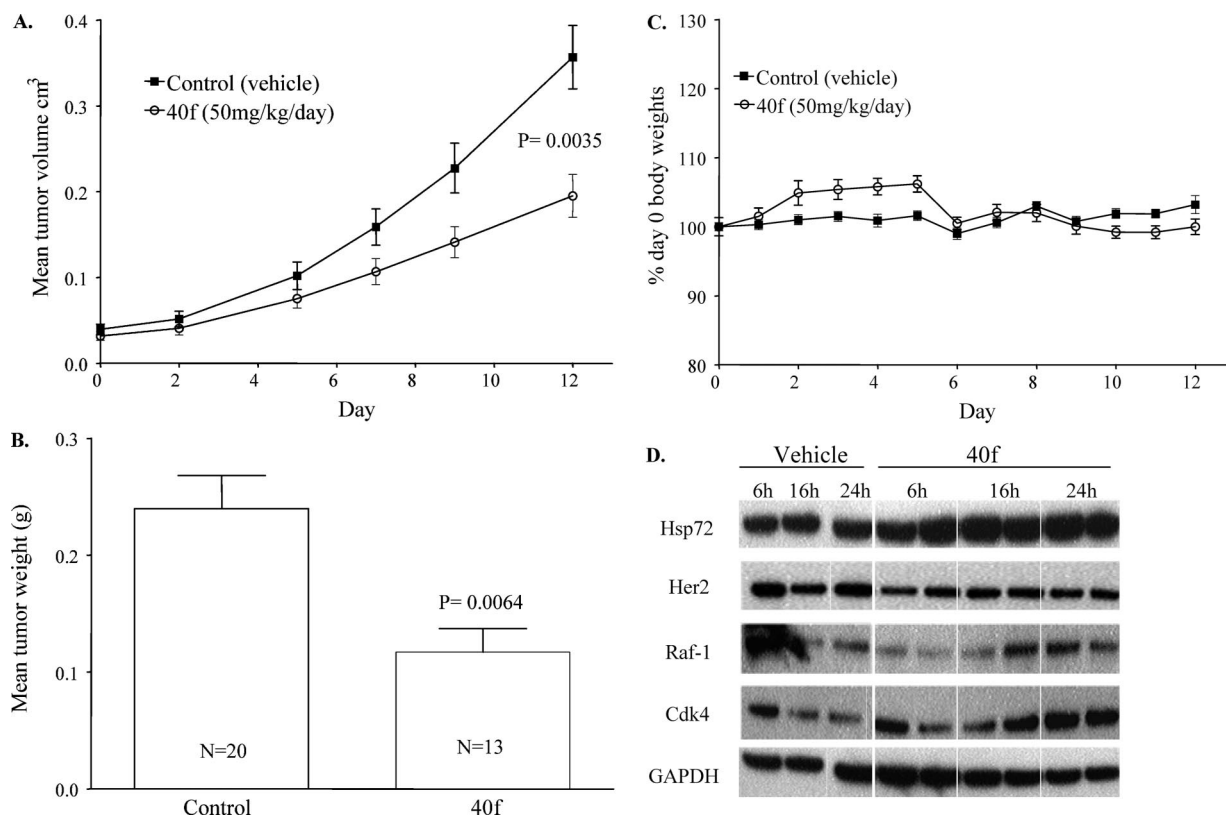 A.
0.4
0.3
0.2
0.1
0.0
Mean tumor volume cm³
Control (vehicle)
40f (50mg/kg/day)
P= 0.0035
0 2 4 6 8 10 12
Day
C.
130
120
110
100
90
80
% day 0 body weights
Control (vehicle)
40f (50mg/kg/day)
0 2 4 6 8 10 12
Day
B.
0.3
0.2
0.1
0.0
Mean tumor weight (g)
P= 0.0064
N=20
N=13
Control 40f
D.
Vehicle 40f
6h 16h 24h 6h 16h 24h
Hsp72
Her2
Raf-1
Cdk4
GAPDH